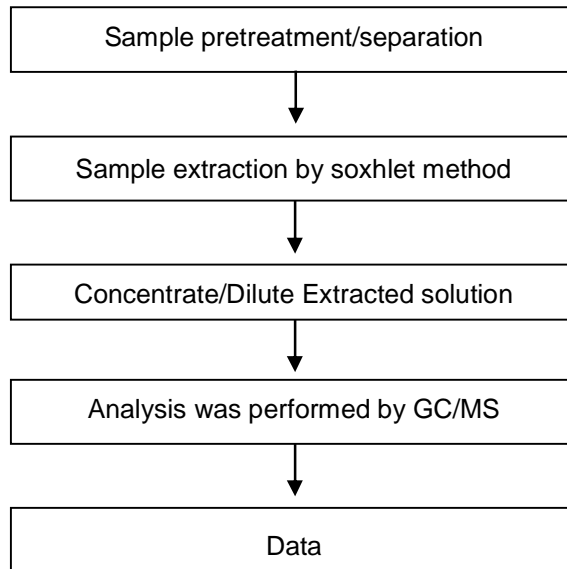 Sample pretreatment/separation
Sample extraction by soxhlet method
Concentrate/Dilute Extracted solution
Analysis was performed by GC/MS
Data